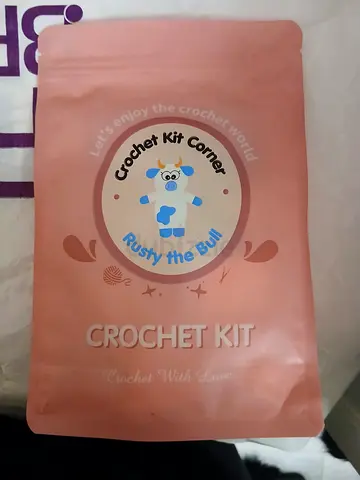 Let's enjoy the crochet world
Crochet Kit Corner
Rusty the Bull
CROCHET KIT
Crochet With Love